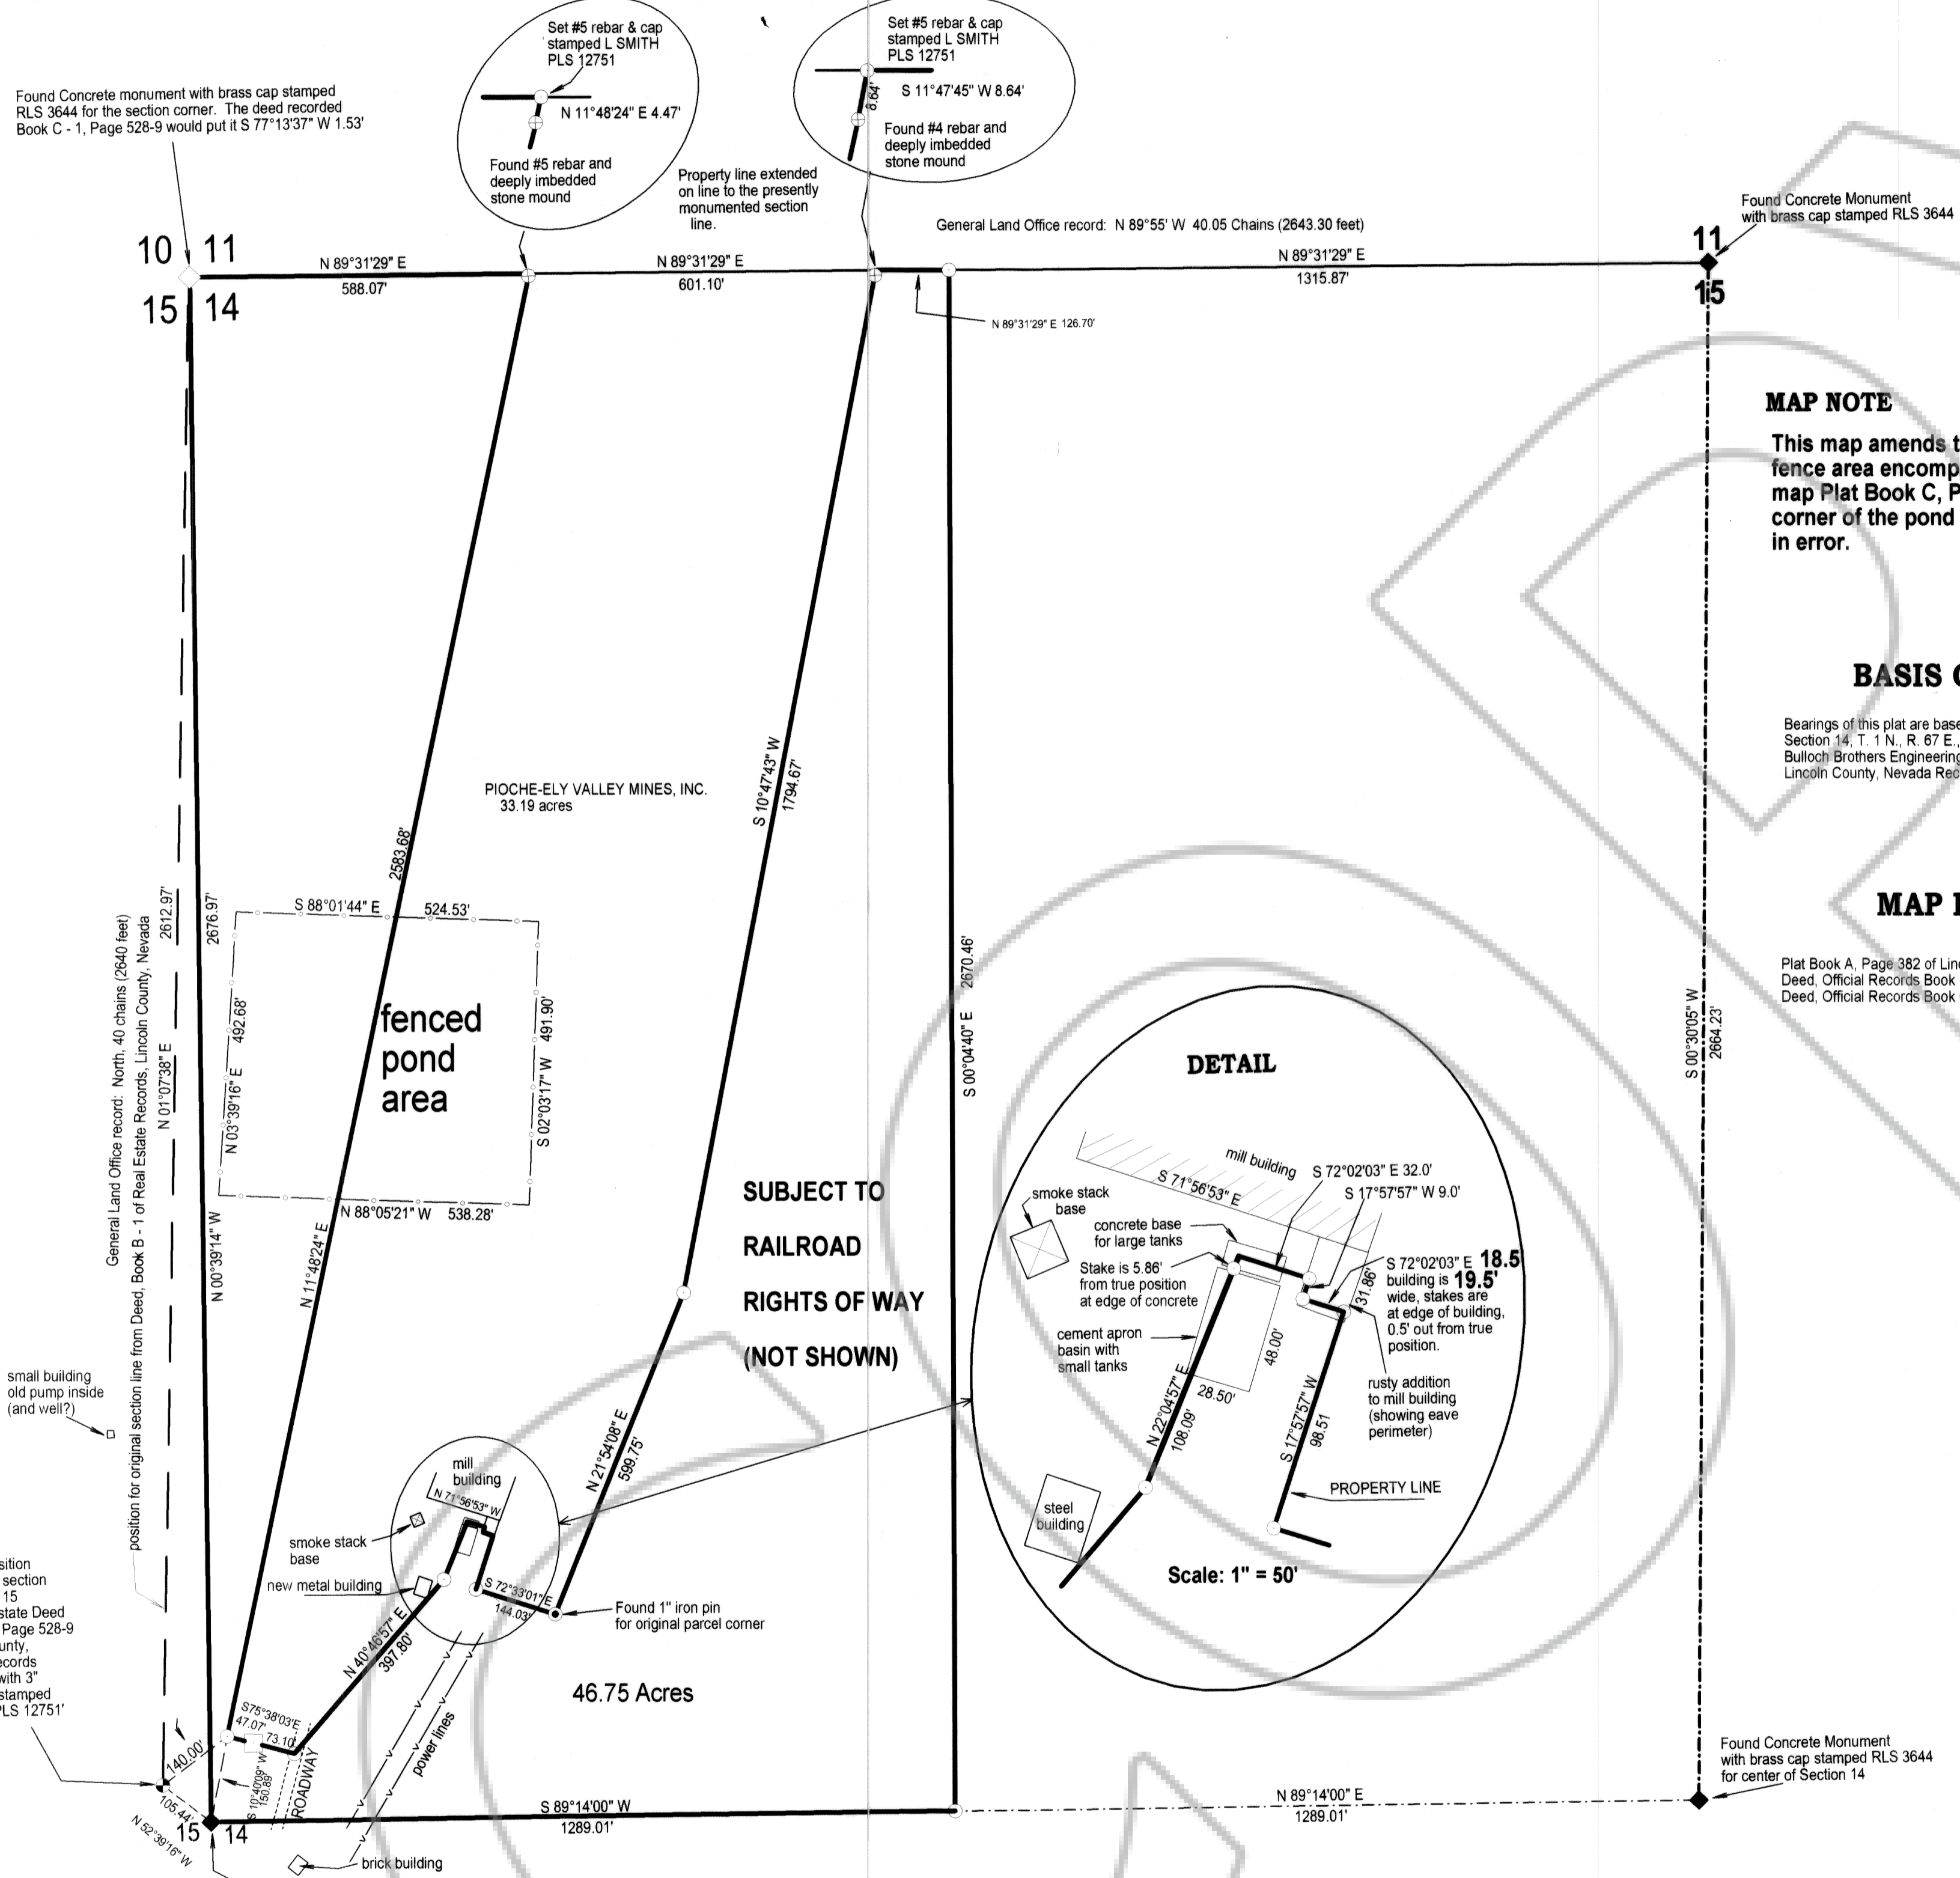 Set #5 rebar & cap
stamped L SMITH
PLS 12751
N 11°48'24" E 4.47'
Found #5 rebar and
deeply imbedded
stone mound
Set #5 rebar & cap
stamped L SMITH
PLS 12751
S 11°47'45" W 8.64'
8.64'
Found #4 rebar and
deeply imbedded
stone mound
Found Concrete monument with brass cap stamped
RLS 3644 for the section corner. The deed recorded
Book C - 1, Page 528-9 would put it S 77°13'37" W 1.53'
Property line extended
on line to the presently
monumented section
line.
General Land Office record: N 89°55' W 40.05 Chains (2643.30 feet)
Found Concrete Monument
with brass cap stamped RLS 3644
10 11
15 14
N 89°31'29" E
588.07'
N 89°31'29" E
601.10'
N 89°31'29" E
1315.87'
N 89°31'29" E 126.70'
11
15
MAP NOTE
This map amends t
fence area encomp
map Plat Book C, P
corner of the pond
in error.
BASIS
Bearings of this plat are base
Section 14, T. 1 N., R. 67 E.,
Bulloch Brothers Engineering
Lincoln County, Nevada Rec
MAP
Plat Book A, Page 382 of Lin
Deed, Official Records Book
Deed, Official Records Book
PIOCHE-ELY VALLEY MINES, INC.
33.19 acres
S 10°47'43" W
1794.67'
2583.68'
N 11°48'24" E
General Land Office record: North, 40 chains (2640 feet)
position for original section line from Deed, Book B - 1 of Real Estate Records, Lincoln County, Nevada
N 01°07'38" E
2612.97'
2676.97'
N 00°39'14" W
S 88°01'44" E 524.53'
N 03°39'16" E 492.68'
fenced
pond
area
S 02°03'17" W 491.90'
N 88°05'21" W 538.28'
S 00°04'40" E 2670.46'
S 00°30'05" W
2664.23'
SUBJECT TO
RAILROAD
RIGHTS OF WAY
(NOT SHOWN)
DETAIL
mill building
S 71°56'53" E
S 72°02'03" E 32.0'
S 17°57'57" W 9.0'
smoke stack
base
concrete base
for large tanks
Stake is 5.86'
from true position
at edge of concrete
S 72°02'03" E 18.5
building is 19.5'
wide, stakes are
at edge of building,
0.5' out from true
position.
31.86'
cement apron
basin with
small tanks
48.00'
28.50'
N 22°04'57" E
108.09'
S 17°57'57" W
98.51
rusty addition
to mill building
(showing eave
perimeter)
PROPERTY LINE
steel
building
Scale: 1" = 50'
small building
old pump inside
(and well?)
N 21°54'08" E
599.75'
mill
building
N 71°56'53" W
smoke stack
base
new metal building
S 72°33'01" E
144.03'
Found 1" iron pin
for original parcel corner
N 40°46'57" E
397.80'
46.75 Acres
sition
section
15
state Deed
Page 528-9
unty,
ecords
with 3"
stamped
PLS 12751'
S75°38'03"E
47.07' 73.10'
140.00'
S 10°40'09" W
150.89'
ROADWAY
power lines
105.44'
N 52°39'16" W
15 14
S 89°14'00" W
1289.01'
brick building
N 89°14'00" E
1289.01'
Found Concrete Monument
with brass cap stamped RLS 3644
for center of Section 14